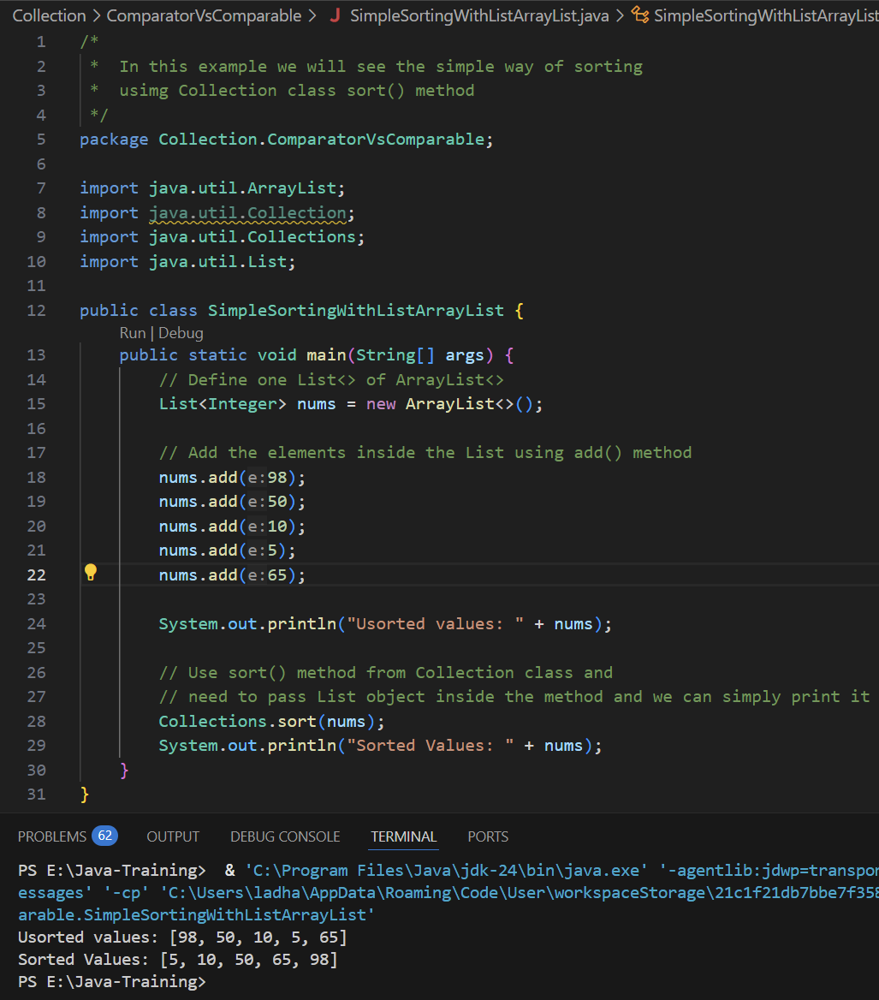 Collection > ComparatorVsComparable > J SimpleSortingWithListArrayList.java > SimpleSortingWithListArrayList
1 /*
2  *  In this example we will see the simple way of sorting
3  *  usimg Collection class sort() method
4  */
5 package Collection.ComparatorVsComparable;
6
7 import java.util.ArrayList;
8 import java.util.Collection;
9 import java.util.Collections;
10 import java.util.List;
11
12 public class SimpleSortingWithListArrayList {
Run | Debug
13     public static void main(String[] args) {
14         // Define one List<> of ArrayList<>
15         List<Integer> nums = new ArrayList<>();
16
17         // Add the elements inside the List using add() method
18         nums.add(e:98);
19         nums.add(e:50);
20         nums.add(e:10);
21         nums.add(e:5);
22         nums.add(e:65);
23
24         System.out.println("Usorted values: " + nums);
25
26         // Use sort() method from Collection class and
27         // need to pass List object inside the method and we can simply print it
28         Collections.sort(nums);
29         System.out.println("Sorted Values: " + nums);
30     }
31 }
PROBLEMS 62 OUTPUT DEBUG CONSOLE TERMINAL PORTS
PS E:\Java-Training>  & 'C:\Program Files\Java\jdk-24\bin\java.exe' '-agentlib:jdwp=transpor
essages' '-cp' 'C:\Users\ladha\AppData\Roaming\Code\User\workspaceStorage\21c1f21db7bbe7f358
arable.SimpleSortingWithListArrayList'
Usorted values: [98, 50, 10, 5, 65]
Sorted Values: [5, 10, 50, 65, 98]
PS E:\Java-Training>